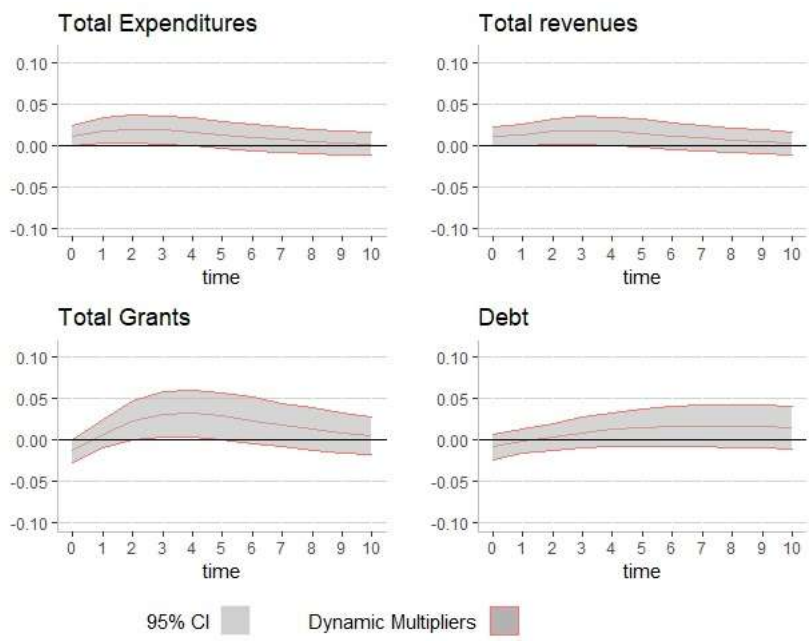 Total Expenditures
0.10
0.05
0.00
-0.05
-0.10
0 1 2 3 4 5 6 7 8 9 10
time
Total revenues
0.10
0.05
0.00
-0.05
-0.10
0 1 2 3 4 5 6 7 8 9 10
time
Total Grants
0.10
0.05
0.00
-0.05
-0.10
0 1 2 3 4 5 6 7 8 9 10
time
Debt
0.10
0.05
0.00
-0.05
-0.10
0 1 2 3 4 5 6 7 8 9 10
time
95% CI
Dynamic Multipliers